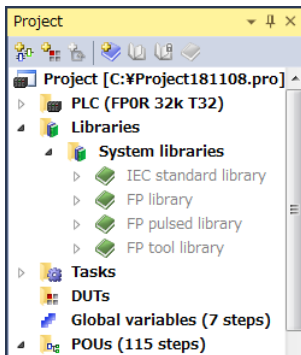 Project
Project [C:¥Project181108.pro]
PLC (FP0R 32k T32)
Libraries
System libraries
IEC standard library
FP library
FP pulsed library
FP tool library
Tasks
DUTs
Global variables (7 steps)
POUs (115 steps)